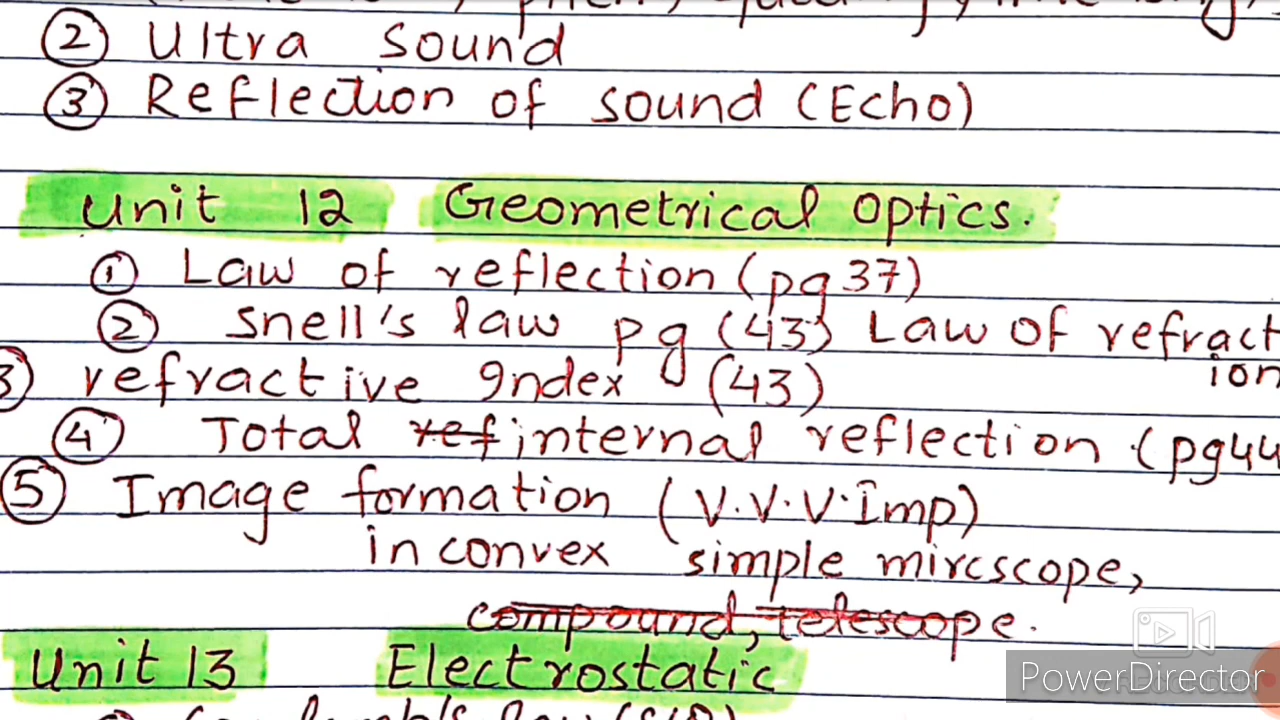 ② Ultra sound
③ Reflection of sound (Echo)
Unit 12 Geometrical Optics.
① Law of reflection (pg 37)
② Snell's law pg (43) Law of refract
ion
3) refractive Index (43)
④ Total ref internal reflection (pg44
⑤ Image formation (V.V.V.Imp)
in convex simple mircscope,
compound, telescope.
Unit 13 Electrostatic
PowerDirector